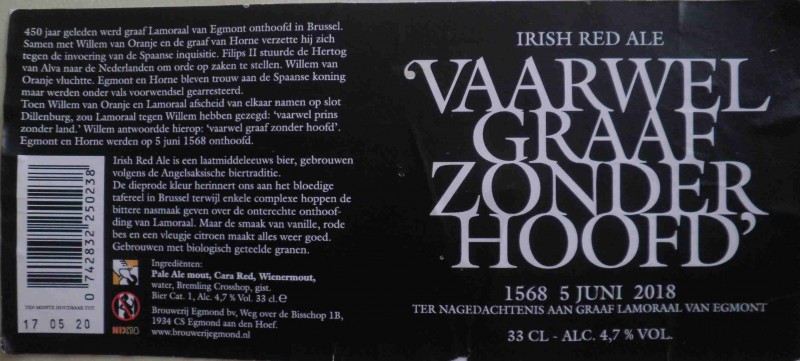 450 jaar geleden werd graaf Lamoraal van Egmont onthoofd in Brussel.
Samen met Willem van Oranje en de graaf van Horne verzette hij zich
tegen de invoering van de Spaanse inquisitie. Filips II stuurde de Hertog
van Alva naar de Nederlanden om orde op zaken te stellen. Willem van
Oranje vluchtte. Egmont en Horne bleven trouw aan de Spaanse koning
maar werden onder vals voorwendsel gearresteerd.
Toen Willem van Oranje en Lamoraal afscheid van elkaar namen op slot
Dillenburg, zou Lamoraal tegen Willem hebben gezegd: 'vaarwel prins
zonder land.' Willem antwoordde hierop: 'vaarwel graaf zonder hoofd'.
Egmont en Horne werden op 5 juni 1568 onthoofd.
Irish Red Ale is een laatmiddeleeuws bier, gebrouwen
volgens de Angelsaksische biertraditie.
De dieprode kleur herinnert ons aan het bloedige
tafereel in Brussel terwijl enkele complexe hoppen de
bittere nasmaak geven over de onterechte onthoof-
ding van Lamoraal. Maar de smaak van vanille, rode
bes en een vleugje citroen maakt alles weer goed.
Gebrouwen met biologisch geteelde granen.
Ingrediënten:
Pale Ale mout, Cara Red, Wienermout,
water, Bremling Crosshop, gist.
Bier Cat. 1, Alc. 4,7 % Vol. 33 cl. e
Brouwerij Egmond bv, Weg over de Bisschop 1B,
1934 CS Egmond aan den Hoef.
www.brouwerijegmond.nl
0 742832 250238
TEN MINSTE HOUDBAAR TOT
17 05 20
IRISH RED ALE
'VAARWEL
GRAAF
ZONDER
HOOFD'
1568 5 JUNI 2018
TER NAGEDACHTENIS AAN GRAAF LAMORAAL VAN EGMONT
33 CL - ALC. 4,7 % VOL.